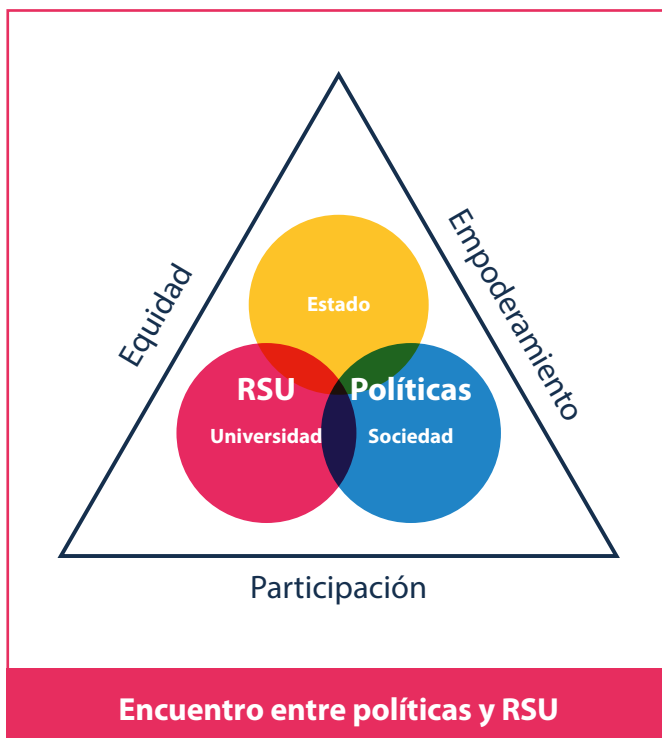 Equidad
Empoderamiento
Estado
RSU
Políticas
Universidad
Sociedad
Participación
Encuentro entre políticas y RSU